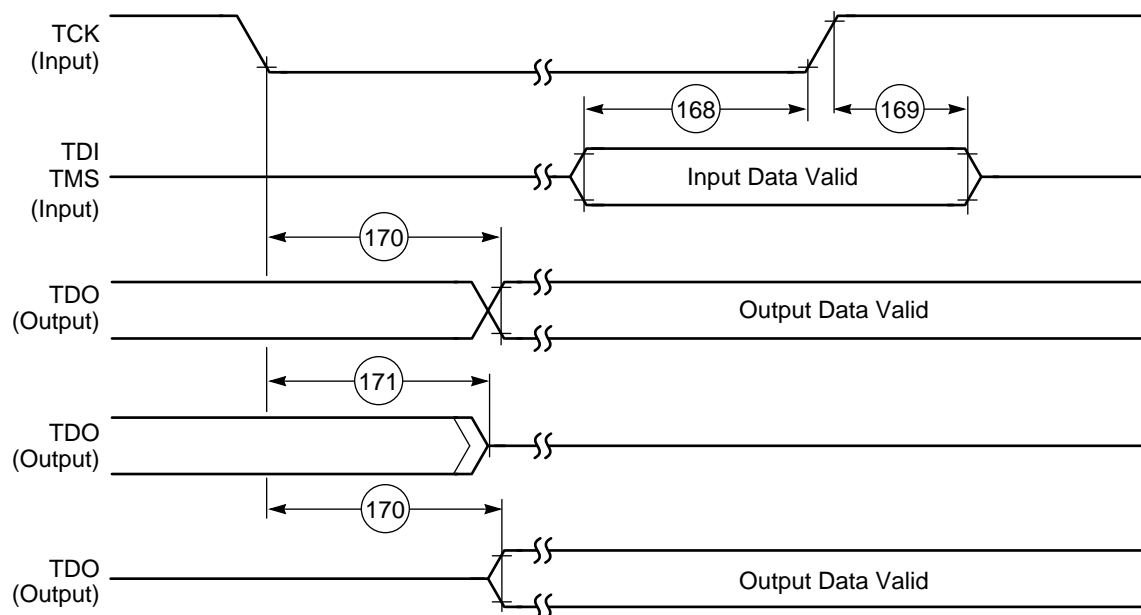 TCK
(Input)
168
169
TDI
TMS
(Input)
Input Data Valid
170
TDO
(Output)
Output Data Valid
171
TDO
(Output)
170
TDO
(Output)
Output Data Valid